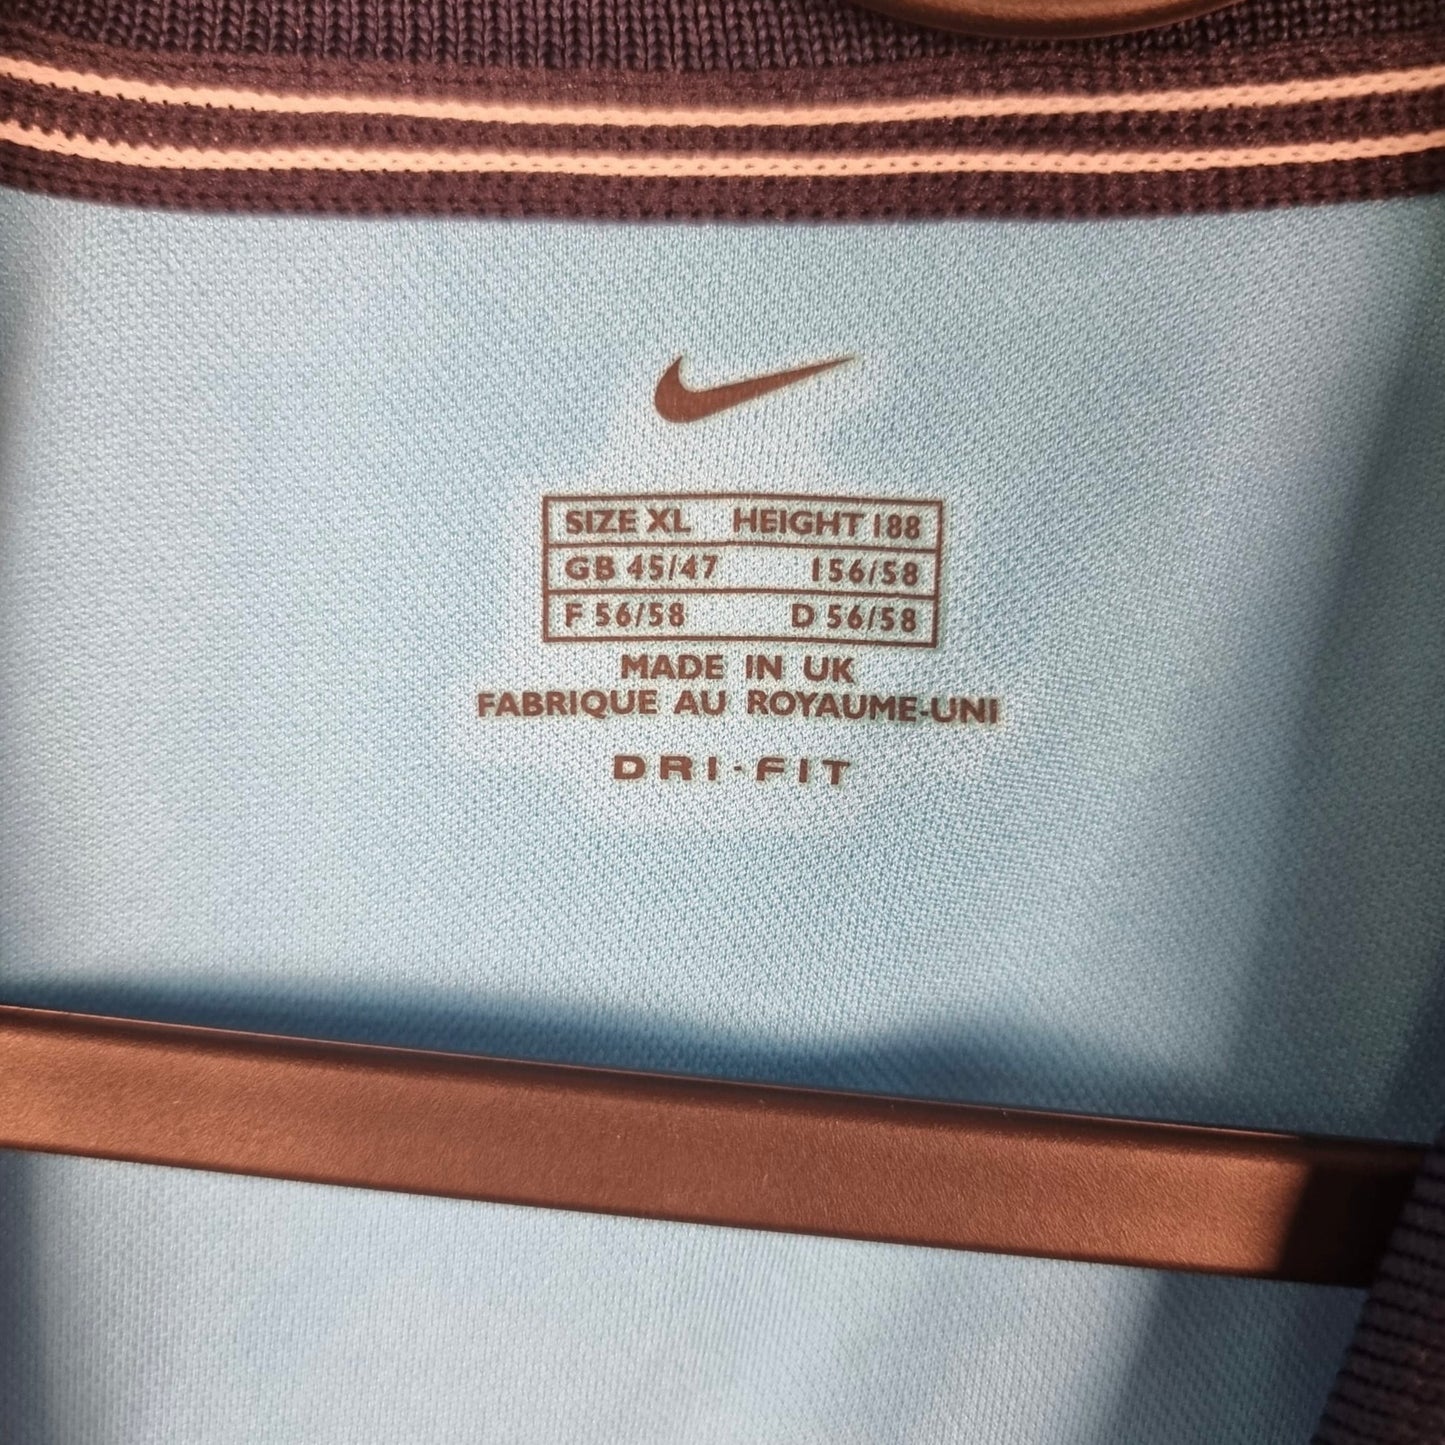 SIZE XL HEIGHT 188
GB 45/47 I56/58
F 56/58 D 56/58
MADE IN UK
FABRIQUE AU ROYAUME-UNI
DRI-FIT